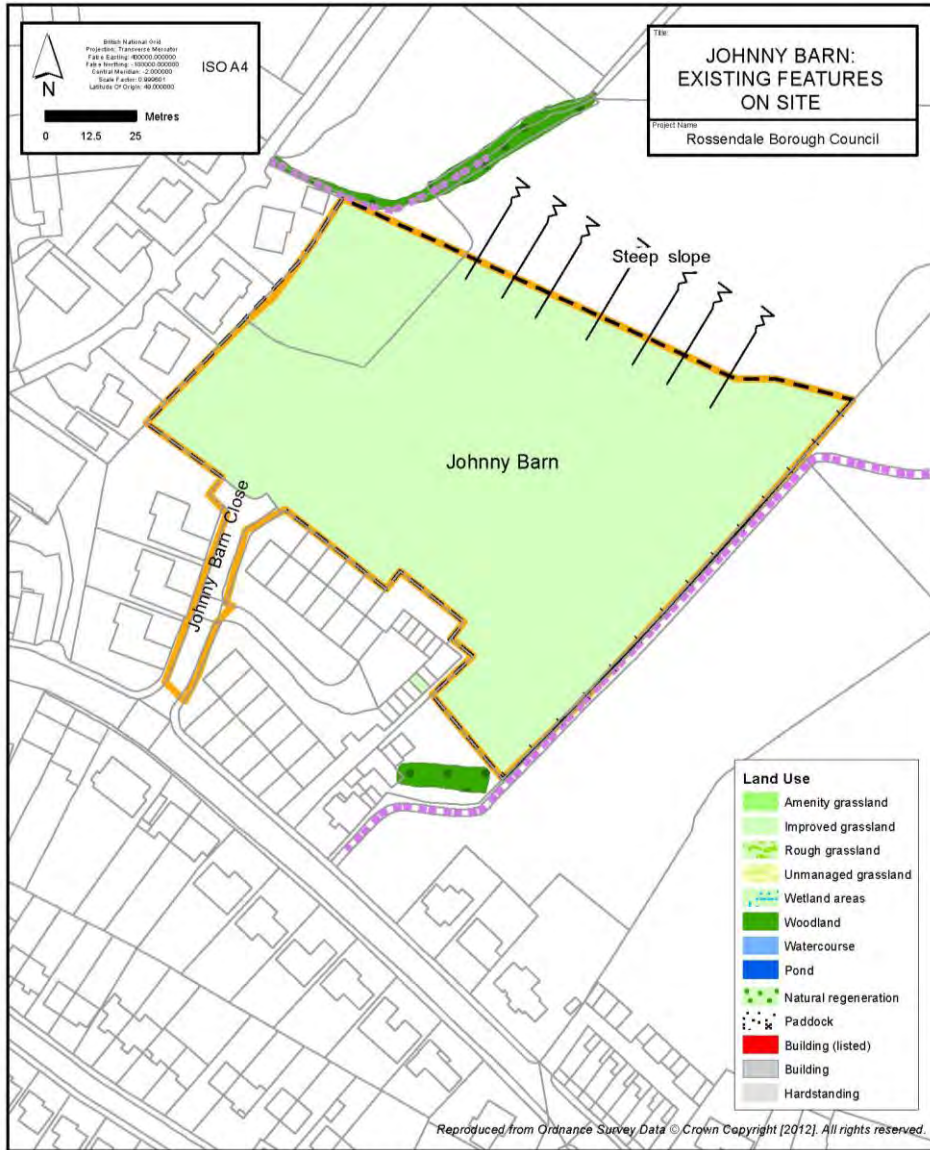 British National Grid
Projection: Transverse Mercator
False Easting: 400000.000000
False Northing: -100000.000000
Central Meridian: -2.000000
Scale Factor: 0.999601
Latitude Of Origin: 49.000000
ISO A4
N
Metres
0 12.5 25
Title:
JOHNNY BARN:
EXISTING FEATURES
ON SITE
Project Name
Rossendale Borough Council
Steep slope
Johnny Barn
Johnny Barn Close
Land Use
Amenity grassland
Improved grassland
Rough grassland
Unmanaged grassland
Wetland areas
Woodland
Watercourse
Pond
Natural regeneration
Paddock
Building (listed)
Building
Hardstanding
Reproduced from Ordnance Survey Data © Crown Copyright [2012]. All rights reserved.